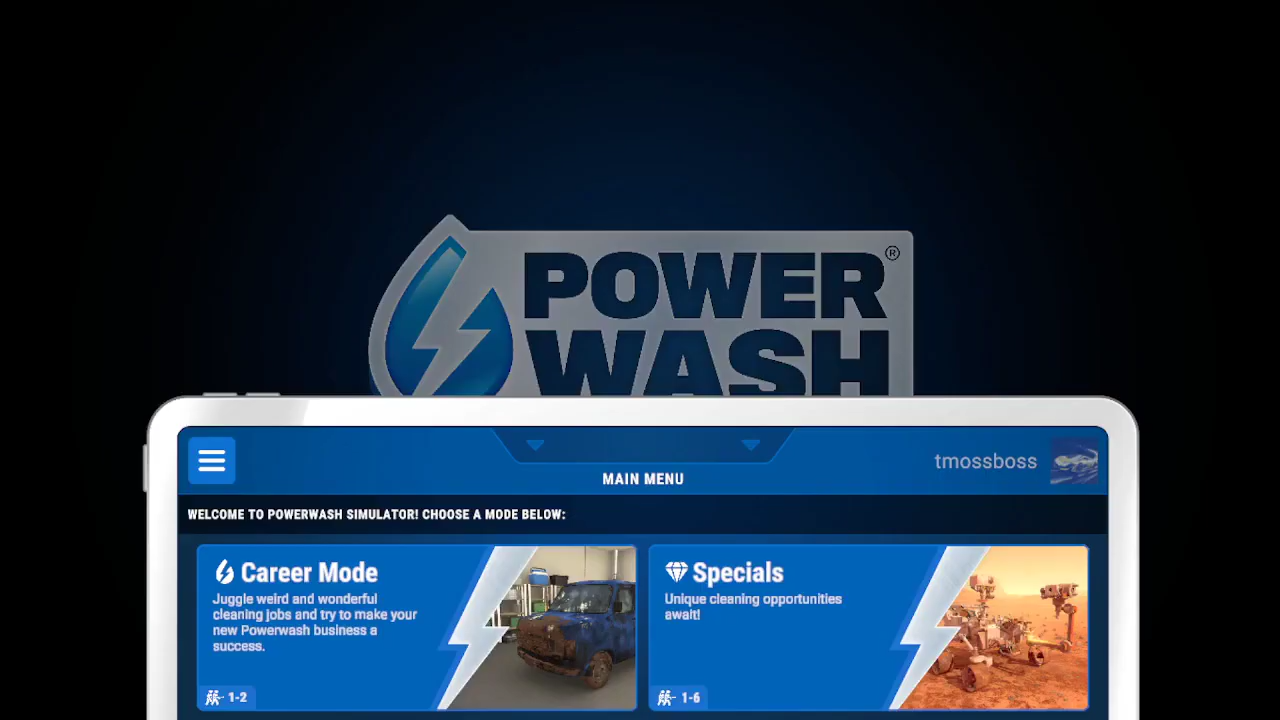 POWER®
WASH
tmossboss
MAIN MENU
WELCOME TO POWERWASH SIMULATOR! CHOOSE A MODE BELOW:
Career Mode
Juggle weird and wonderful
cleaning jobs and try to make your
new Powerwash business a
success.
1-2
Specials
Unique cleaning opportunities
await!
1-6